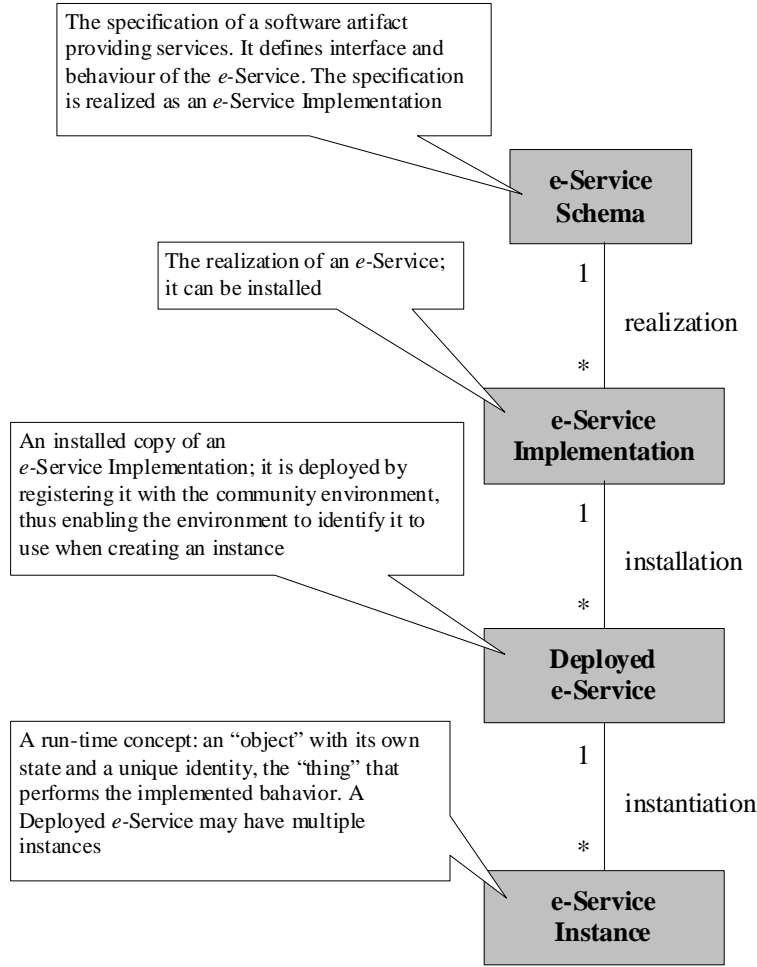 The specification of a software artifact
providing services. It defines interface and
behaviour of the e-Service. The specification
is realized as an e-Service Implementation
e-Service
Schema
1
realization
*
The realization of an e-Service;
it can be installed
e-Service
Implementation
1
installation
*
An installed copy of an
e-Service Implementation; it is deployed by
registering it with the community environment,
thus enabling the environment to identify it to
use when creating an instance
Deployed
e-Service
1
instantiation
*
A run-time concept: an “object” with its own
state and a unique identity, the “thing” that
performs the implemented bahavior. A
Deployed e-Service may have multiple
instances
e-Service
Instance